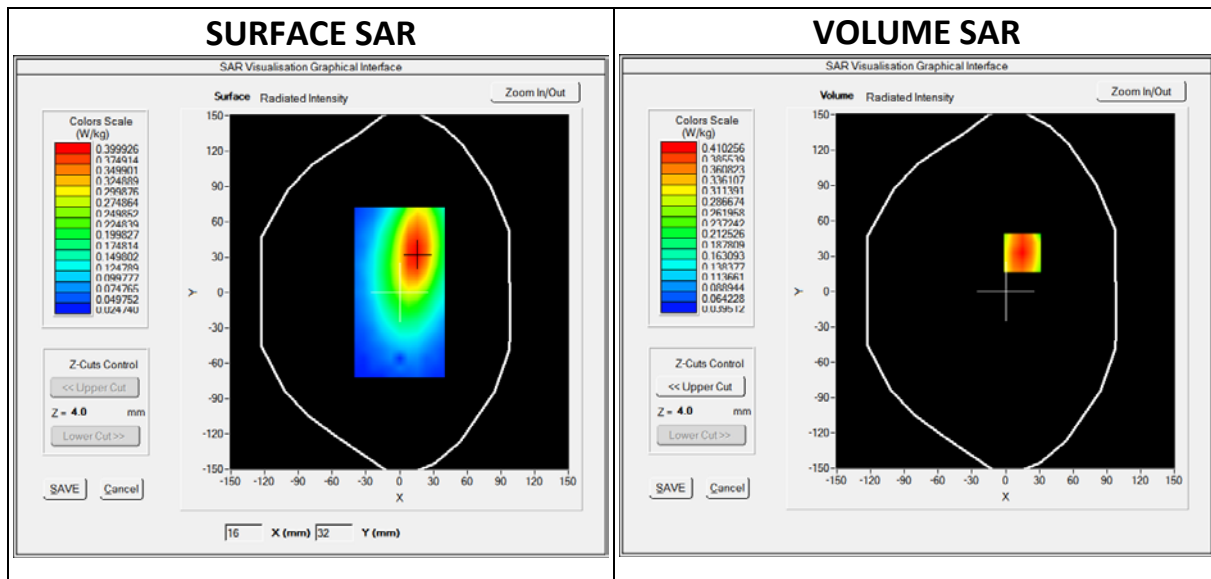 SURFACE SAR
SAR Visualisation Graphical Interface
Surface Radiated Intensity
Zoom In/Out
Colors Scale
(W/kg)
0.399926
0.374914
0.349901
0.324889
0.299876
0.274864
0.249852
0.224839
0.199827
0.174814
0.149802
0.124789
0.099777
0.074765
0.049752
0.024740
150
120
90
60
30
0
-30
-60
-90
-120
-150
Y
-150 -120 -90 -60 -30 0 30 60 90 120 150
X
Z-Cuts Control
<< Upper Cut
Z = 4.0 mm
Lower Cut >>
SAVE Cancel
16 X (mm) 32 Y (mm)
VOLUME SAR
SAR Visualisation Graphical Interface
Volume Radiated Intensity
Zoom In/Out
Colors Scale
(W/kg)
0.410256
0.385539
0.360823
0.336107
0.311391
0.286674
0.261958
0.237242
0.212526
0.187809
0.163093
0.138377
0.113661
0.088944
0.064228
0.039512
150
120
90
60
30
0
-30
-60
-90
-120
-150
Y
-150 -120 -90 -60 -30 0 30 60 90 120 150
X
Z-Cuts Control
<< Upper Cut
Z = 4.0 mm
Lower Cut >>
SAVE Cancel